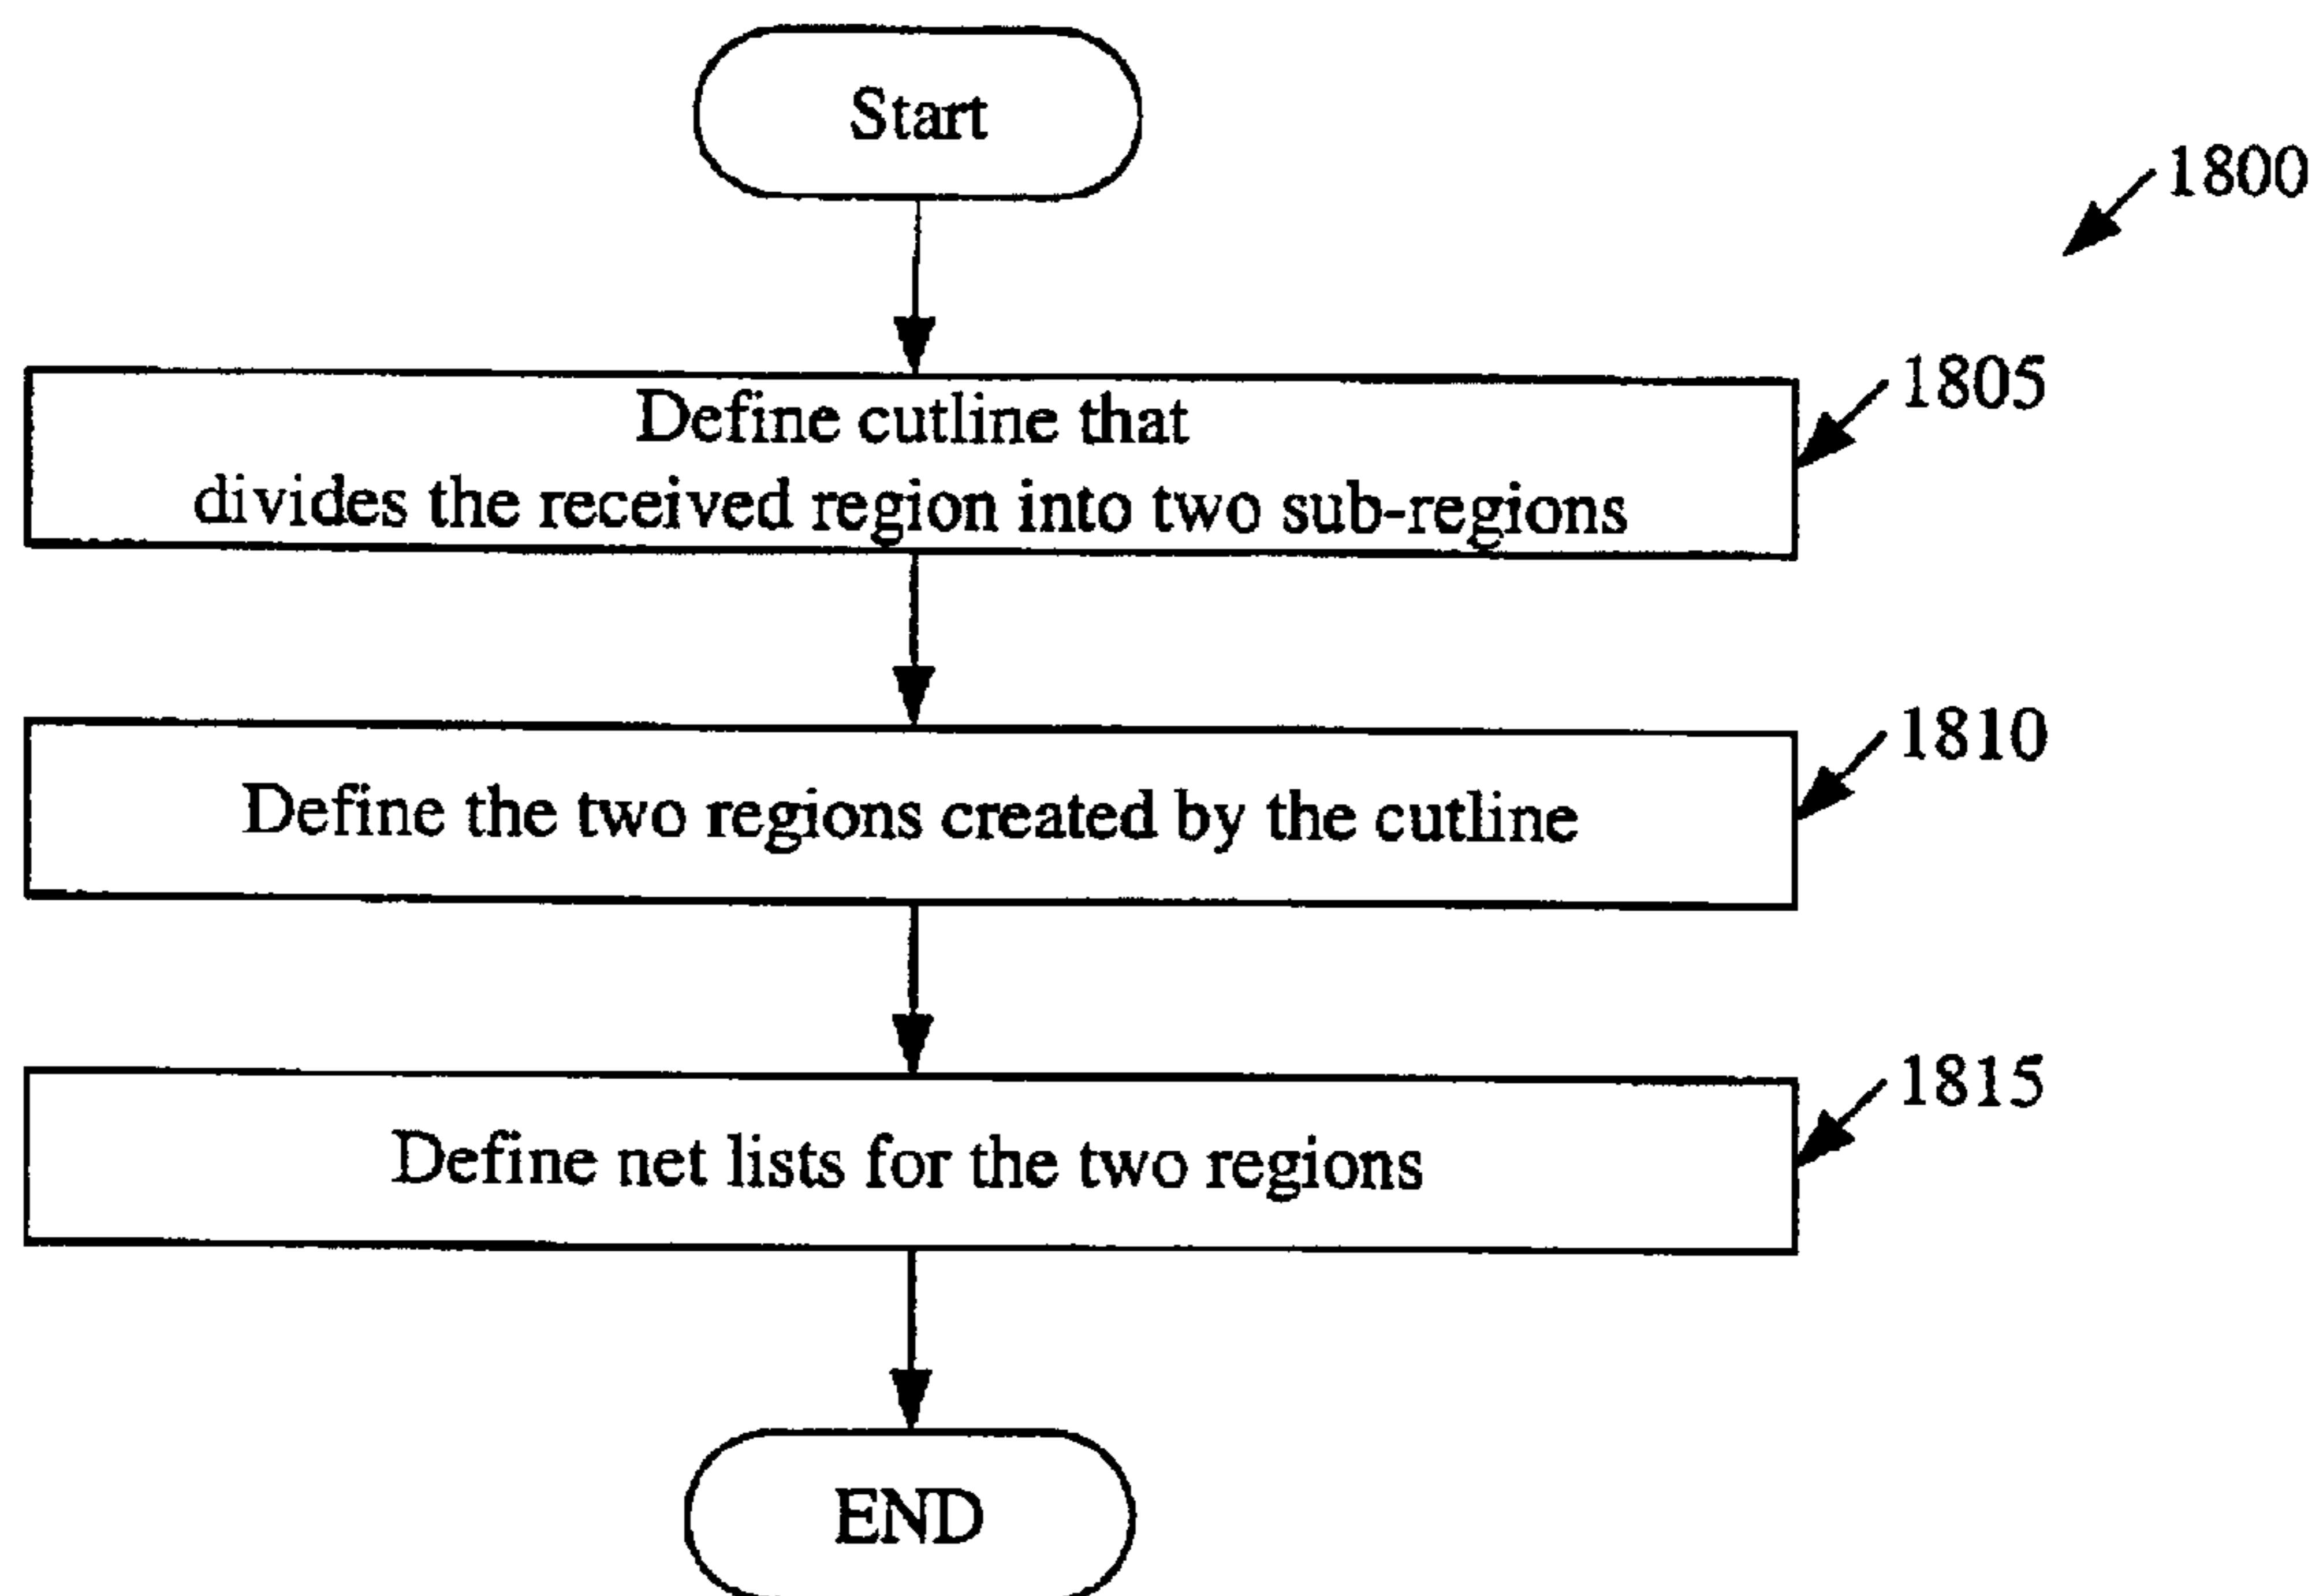 Start
1800
1805
Define cutline that
divides the received region into two sub-regions
1810
Define the two regions created by the cutline
1815
Define net lists for the two regions
END